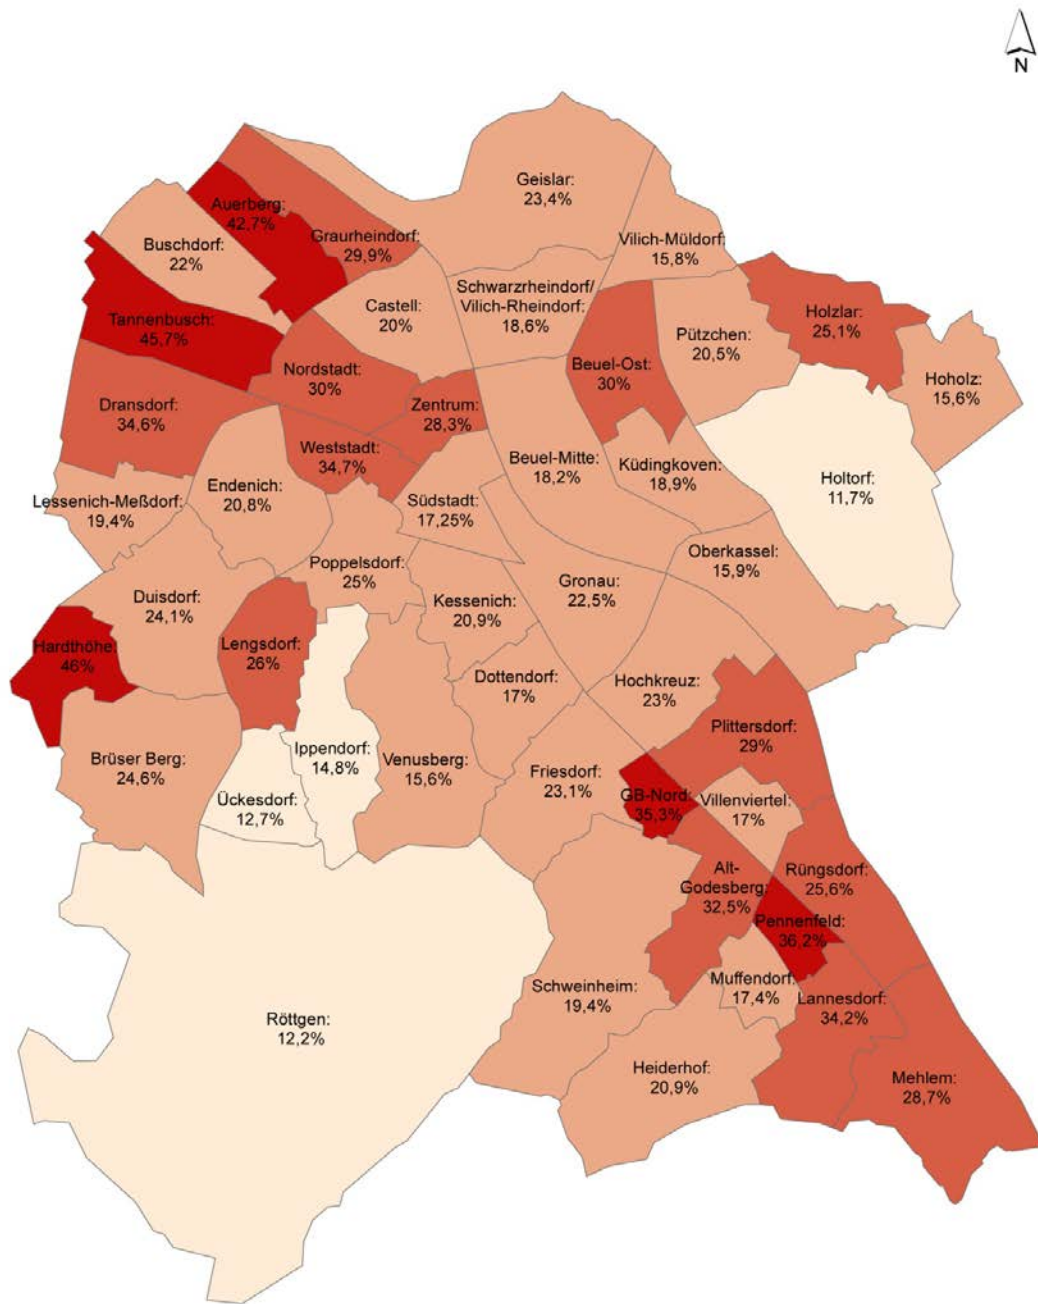 N
Geislar:
23,4%
Auerberg:
42,7%
Graurheindorf:
29,9%
Buschdorf:
22%
Vilich-Müldorf:
15,8%
Schwarzrheindorf/
Vilich-Rheindorf:
18,6%
Castell:
20%
Tannenbusch:
45,7%
Holzlar:
25,1%
Pützchen:
20,5%
Nordstadt:
30%
Beuel-Ost:
30%
Hoholz:
15,6%
Dransdorf:
34,6%
Zentrum:
28,3%
Weststadt:
34,7%
Beuel-Mitte:
18,2%
Küdingkoven:
18,9%
Holtorf:
11,7%
Endenich:
20,8%
Lessenich-Meßdorf:
19,4%
Südstadt:
17,25%
Oberkassel:
15,9%
Poppelsdorf:
25%
Gronau:
22,5%
Duisdorf:
24,1%
Kessenich:
20,9%
Hardthöhe:
46%
Lengsdorf:
26%
Dottendorf:
17%
Hochkreuz:
23%
Plittersdorf:
29%
Ippendorf:
14,8%
Brüser Berg:
24,6%
Venusberg:
15,6%
Friesdorf:
23,1%
Ückesdorf:
12,7%
GB-Nord:
35,3%
Villenviertel:
17%
Alt-
Godesberg:
32,5%
Rüngsdorf:
25,6%
Pennenfeld:
36,2%
Muffendorf:
17,4%
Schweinheim:
19,4%
Lannesdorf:
34,2%
Röttgen:
12,2%
Heiderhof:
20,9%
Mehlem:
28,7%